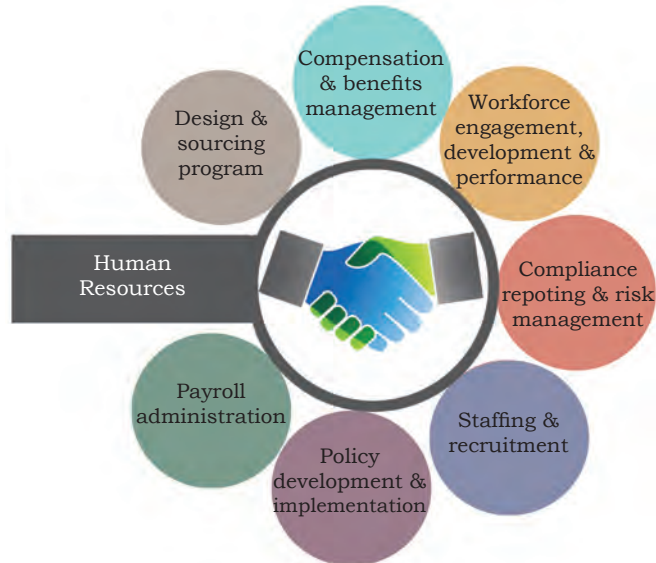 Compensation
& benefits
management
Workforce
engagement,
development &
performance
Design &
sourcing
program
Human
Resources
Compliance
repoting & risk
management
Payroll
administration
Staffing &
recruitment
Policy
development &
implementation